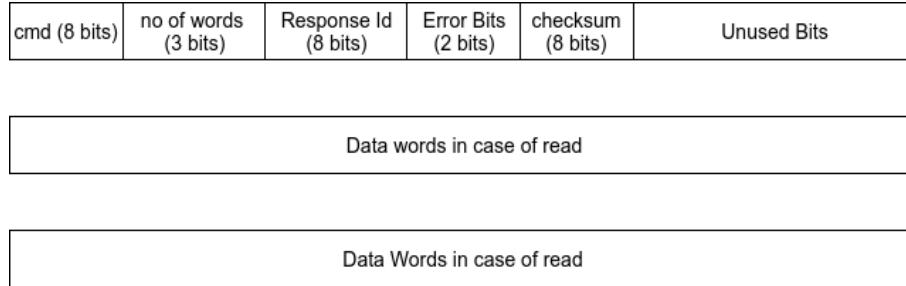 cmd (8 bits)
no of words
(3 bits)
Response Id
(8 bits)
Error Bits
(2 bits)
checksum
(8 bits)
Unused Bits
Data words in case of read
Data Words in case of read